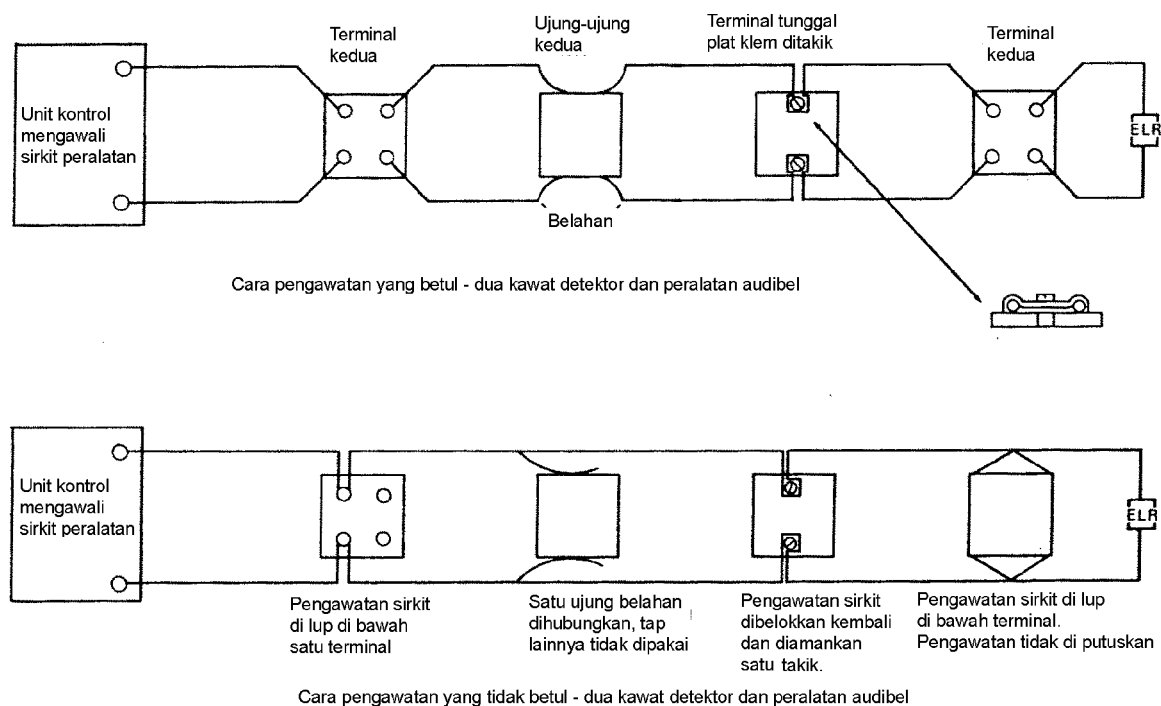 Terminal
kedua
Ujung-ujung
kedua
Terminal tunggal
plat klem ditakik
Terminal
kedua
Unit kontrol
mengawali
sirkit peralatan
ELR
Belahan
Cara pengawatan yang betul - dua kawat detektor dan peralatan audibel
Unit kontrol
mengawali
sirkit peralatan
ELR
Pengawatan sirkit
di lup di bawah
satu terminal
Satu ujung belahan
dihubungkan, tap
lainnya tidak dipakai
Pengawatan sirkit
dibelokkan kembali
dan diamankan
satu takik.
Pengawatan sirkit di lup
di bawah terminal.
Pengawatan tidak di putuskan
Cara pengawatan yang tidak betul - dua kawat detektor dan peralatan audibel